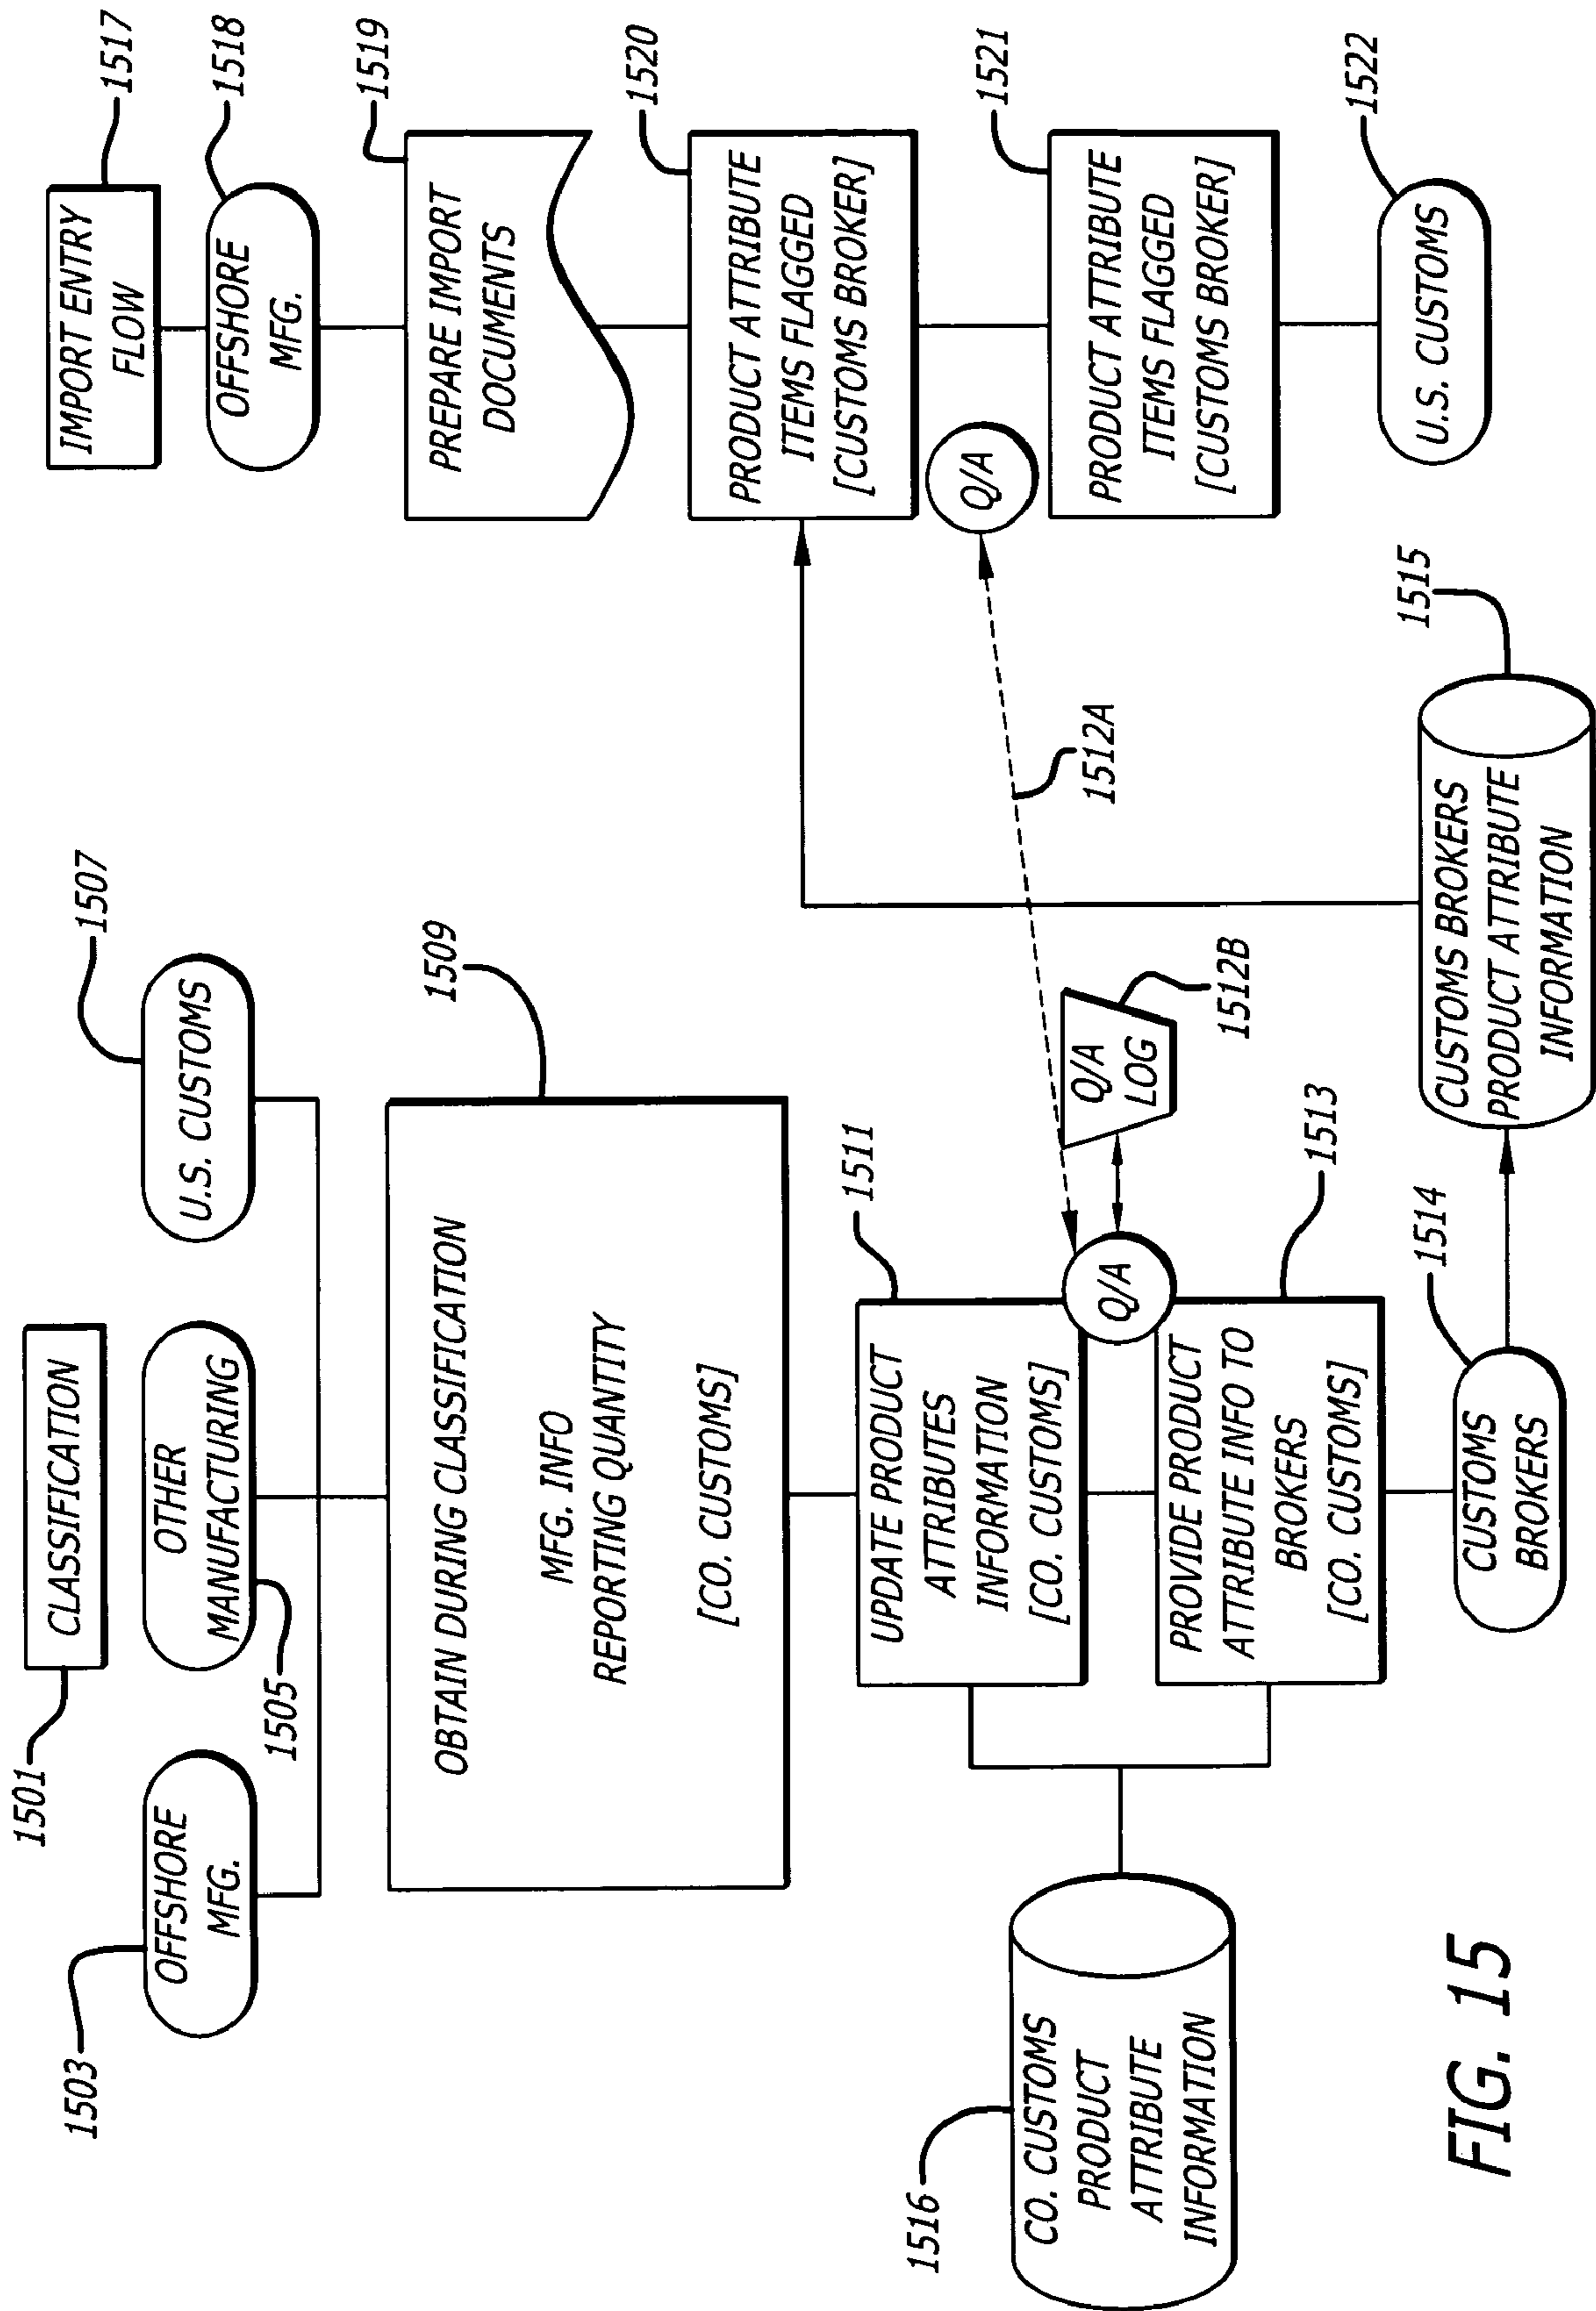 1501
CLASSIFICATION
1503
OFFSHORE
MFG.
1505
OTHER
MANUFACTURING
1507
U.S. CUSTOMS
1509
OBTAIN DURING CLASSIFICATION
MFG. INFO
REPORTING QUANTITY
[CO. CUSTOMS]
1511
UPDATE PRODUCT
ATTRIBUTES
INFORMATION
[CO. CUSTOMS]
Q/A
Q/A
LOG
1512B
1512A
1513
PROVIDE PRODUCT
ATTRIBUTE INFO TO
BROKERS
[CO. CUSTOMS]
1516
CO. CUSTOMS
PRODUCT
ATTRIBUTE
INFORMATION
1514
CUSTOMS
BROKERS
1515
CUSTOMS BROKERS
PRODUCT ATTRIBUTE
INFORMATION
1517
IMPORT ENTRY
FLOW
1518
OFFSHORE
MFG.
1519
PREPARE IMPORT
DOCUMENTS
1520
PRODUCT ATTRIBUTE
ITEMS FLAGGED
[CUSTOMS BROKER]
Q/A
1521
PRODUCT ATTRIBUTE
ITEMS FLAGGED
[CUSTOMS BROKER]
1522
U.S. CUSTOMS
FIG. 15